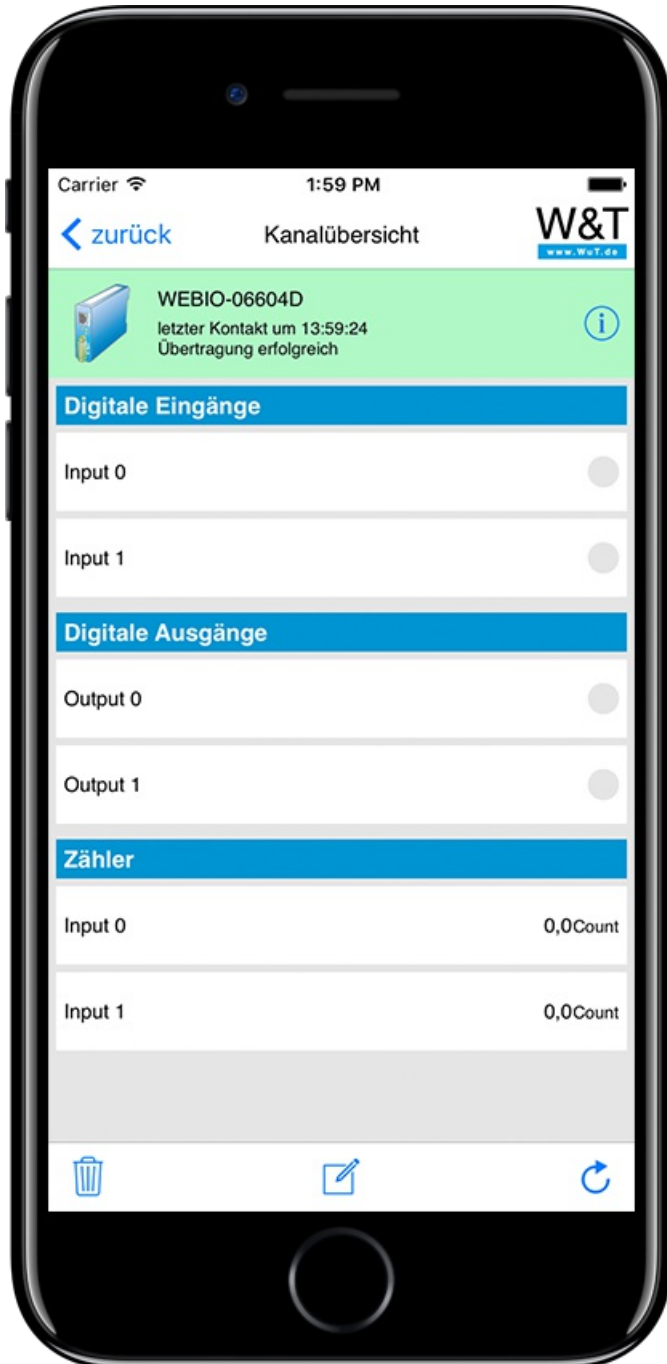 Carrier 1:59 PM
zurück Kanalübersicht W&T
www.WuT.de
WEBIO-06604D
letzter Kontakt um 13:59:24
Übertragung erfolgreich
Digitale Eingänge
Input 0
Input 1
Digitale Ausgänge
Output 0
Output 1
Zähler
Input 0 0,0Count
Input 1 0,0Count